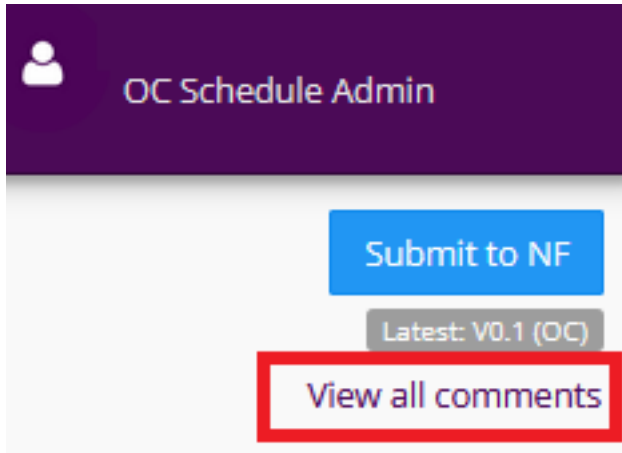 OC Schedule Admin
Submit to NF
Latest: V0.1 (OC)
View all comments